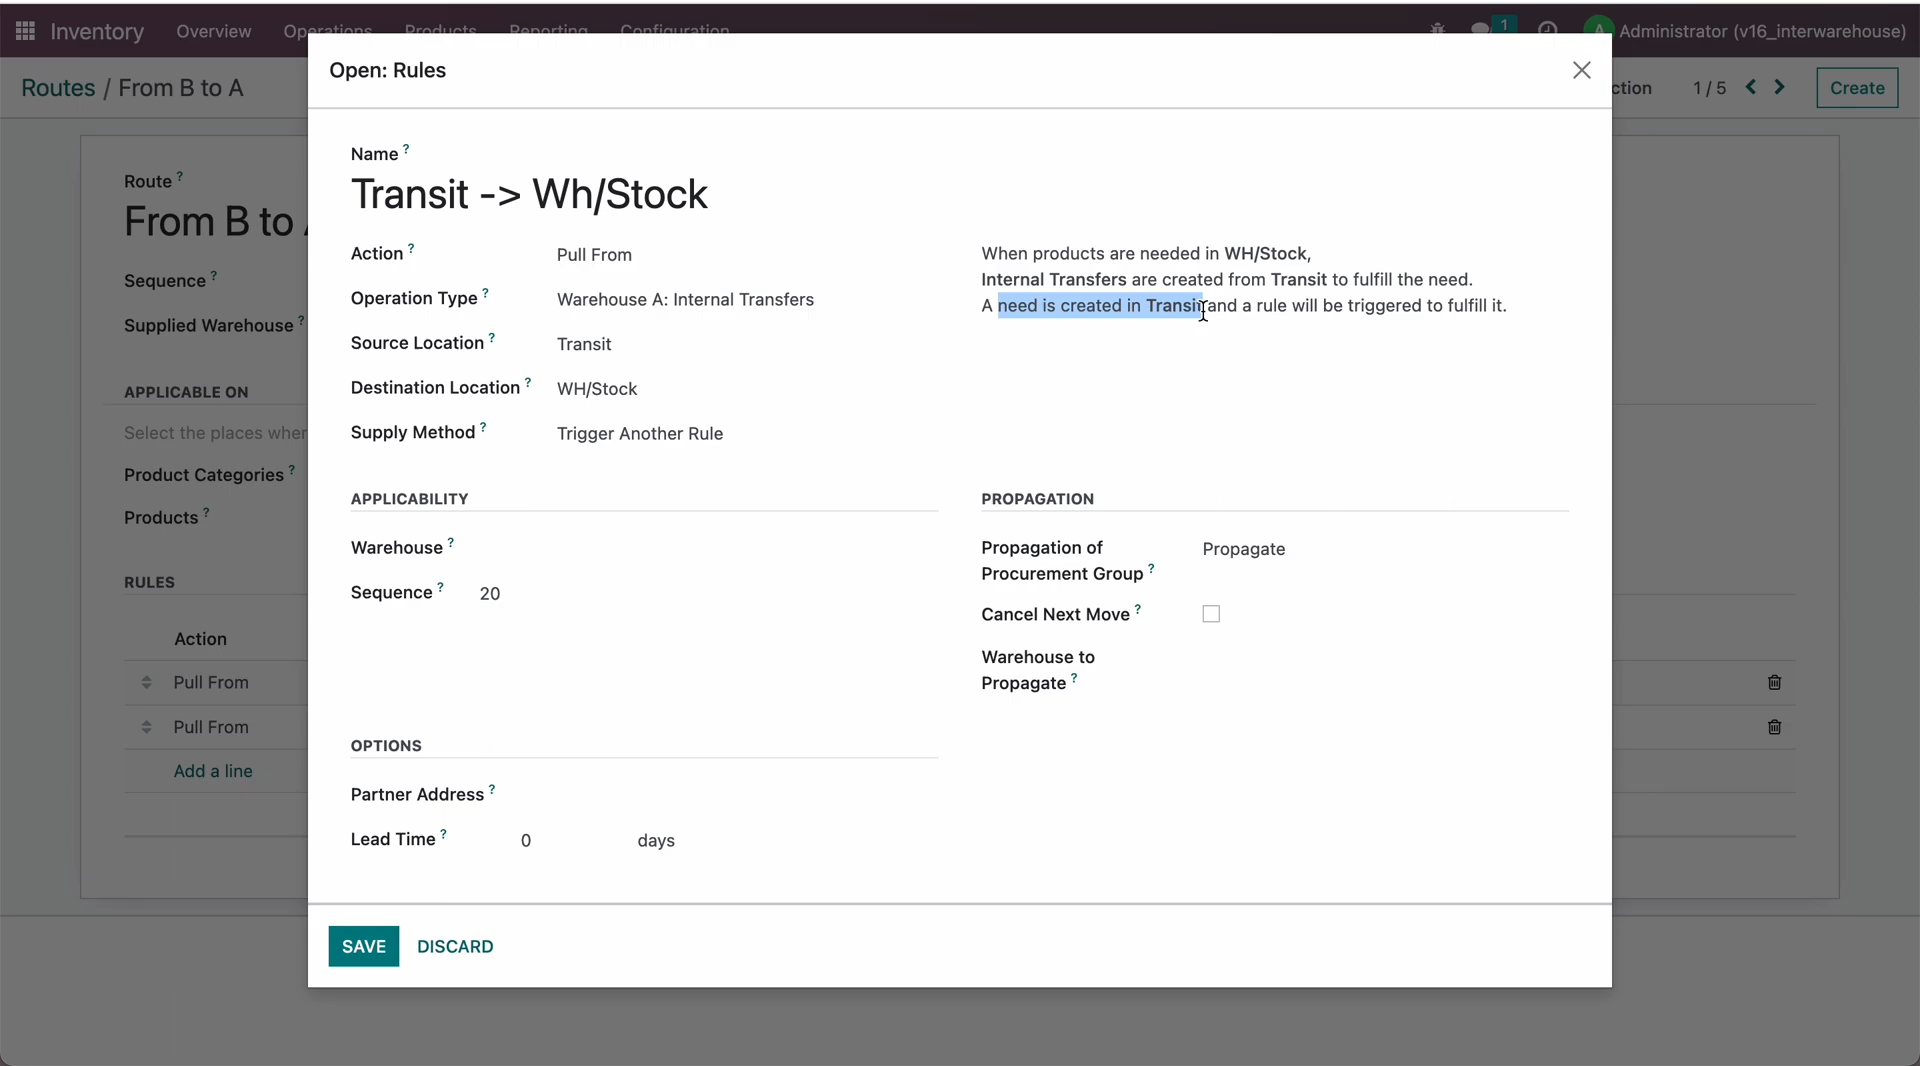 Inventory Overview Operations Products Reporting Configuration 1 A Administrator (v16_interwarehouse)
Open: Rules
Routes / From B to A
ction 1 / 5 Create
Name ?
Transit -> Wh/Stock
Route ?
From B to
Action ? Pull From
When products are needed in WH/Stock,
Internal Transfers are created from Transit to fulfill the need.
A need is created in Transit and a rule will be triggered to fulfill it.
Sequence ?
Operation Type ? Warehouse A: Internal Transfers
Supplied Warehouse ?
Source Location ? Transit
Destination Location ? WH/Stock
APPLICABLE ON
Select the places wher
Supply Method ? Trigger Another Rule
Product Categories ?
Products ?
APPLICABILITY
Warehouse ?
Sequence ? 20
PROPAGATION
Propagation of
Procurement Group ? Propagate
Cancel Next Move ?
Warehouse to
Propagate ?
RULES
Action
Pull From
Pull From
Add a line
OPTIONS
Partner Address ?
Lead Time ? 0 days
SAVE DISCARD